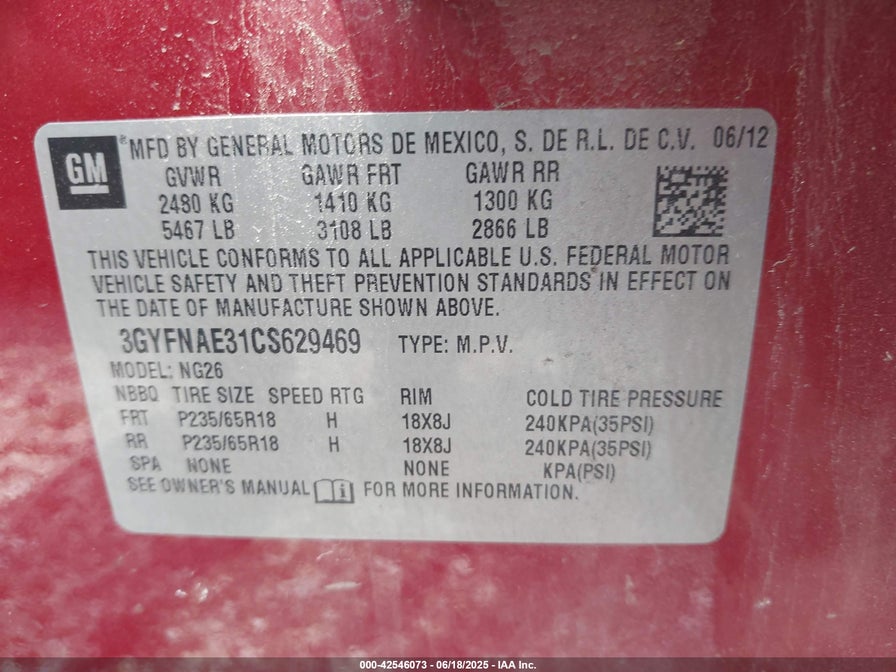 GM
®MFD BY GENERAL MOTORS DE MEXICO, S. DE R.L. DE C.V. 06/12
GVWR GAWR FRT GAWR RR
2480 KG 1410 KG 1300 KG
5467 LB 3108 LB 2866 LB
THIS VEHICLE CONFORMS TO ALL APPLICABLE U.S. FEDERAL MOTOR
VEHICLE SAFETY AND THEFT PREVENTION STANDARDS IN EFFECT ON
THE DATE OF MANUFACTURE SHOWN ABOVE.
3GYFNAE31CS629469 TYPE: M.P.V.
MODEL: NG26
NBBQ TIRE SIZE SPEED RTG RIM COLD TIRE PRESSURE
FRT P235/65R18 H 18X8J 240KPA(35PSI)
RR P235/65R18 H 18X8J 240KPA(35PSI)
SPA NONE NONE KPA(PSI)
SEE OWNER'S MANUAL FOR MORE INFORMATION.
000-42546073 - 06/18/2025 - IAA Inc.